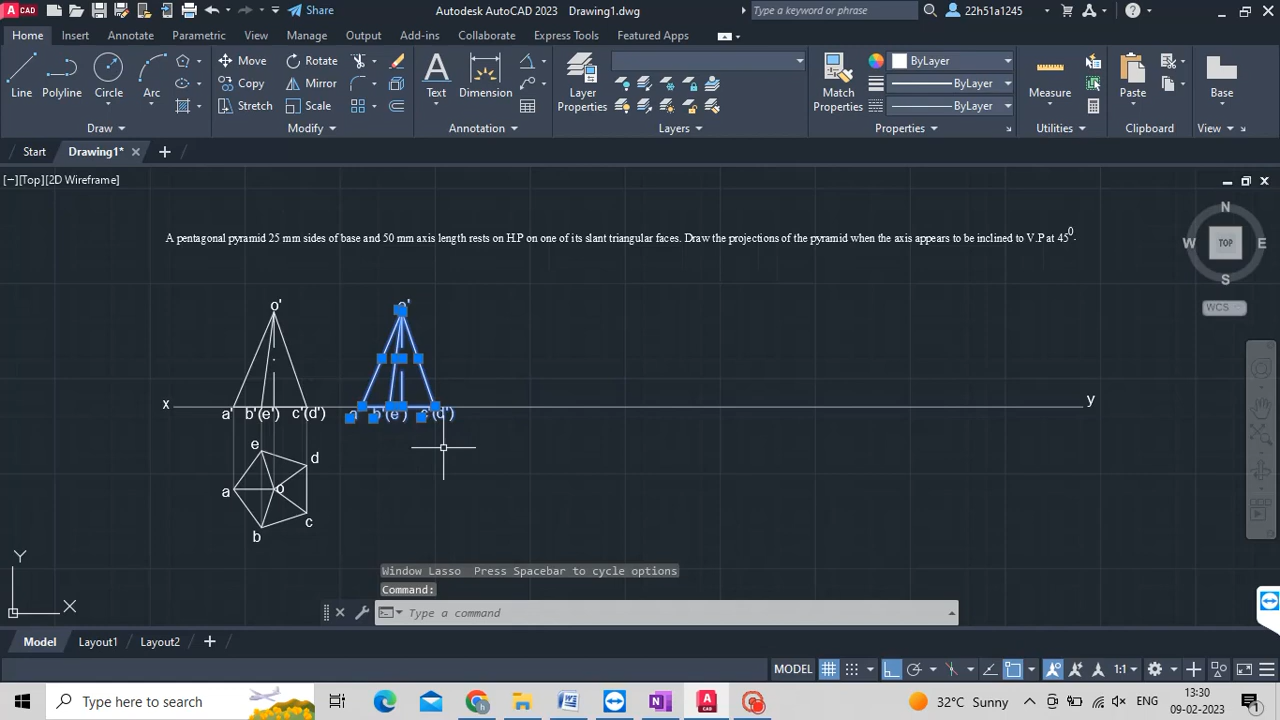 Share
Autodesk AutoCAD 2023 Drawing1.dwg
Type a keyword or phrase
22h51a1245
CAD
Home Insert Annotate Parametric View Manage Output Add-ins Collaborate Express Tools Featured Apps
Line Polyline Circle Arc
Move Rotate
Copy Mirror
Stretch Scale
Text Dimension
Layer Properties
Match Properties
ByLayer
ByLayer
ByLayer
Measure
Paste
Base
Draw Modify Annotation Layers Properties Utilities Clipboard View
Start Drawing1*
[−][Top][2D Wireframe]
A pentagonal pyramid 25 mm sides of base and 50 mm axis length rests on H.P on one of its slant triangular faces. Draw the projections of the pyramid when the axis appears to be inclined to V.P at 45⁰.
N
W TOP E
S
WCS
o' o'
x y
a' b'(e') c'(d') a' b'(e') c'(d')
e d
a o
b c
Y
X
Window Lasso Press Spacebar to cycle options
Command:
Type a command
Model Layout1 Layout2
MODEL 1:1
Type here to search
32°C Sunny
ENG
13:30
09-02-2023
1